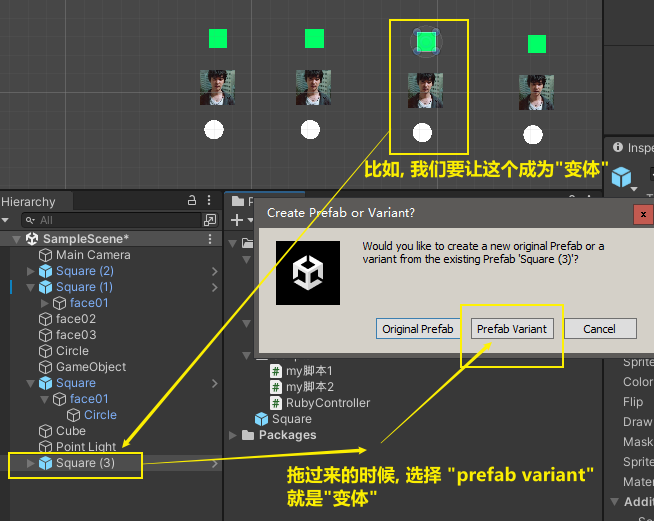 比如, 我们要让这个成为"变体"
Inspe
Hierarchy
P
All
SampleScene*
Main Camera
Square (2)
Square (1)
face01
face02
face03
Circle
GameObject
Square
face01
Circle
Cube
Point Light
Square (3)
Create Prefab or Variant?
x
Would you like to create a new original Prefab or a
variant from the existing Prefab 'Square (3)'?
Original Prefab
Prefab Variant
Cancel
my脚本1
my脚本2
RubyController
Square
Packages
拖过来的时候, 选择 "prefab variant"
就是"变体"
Sprite
Color
Flip
Draw
Mask
Sprite
Mater
Addit